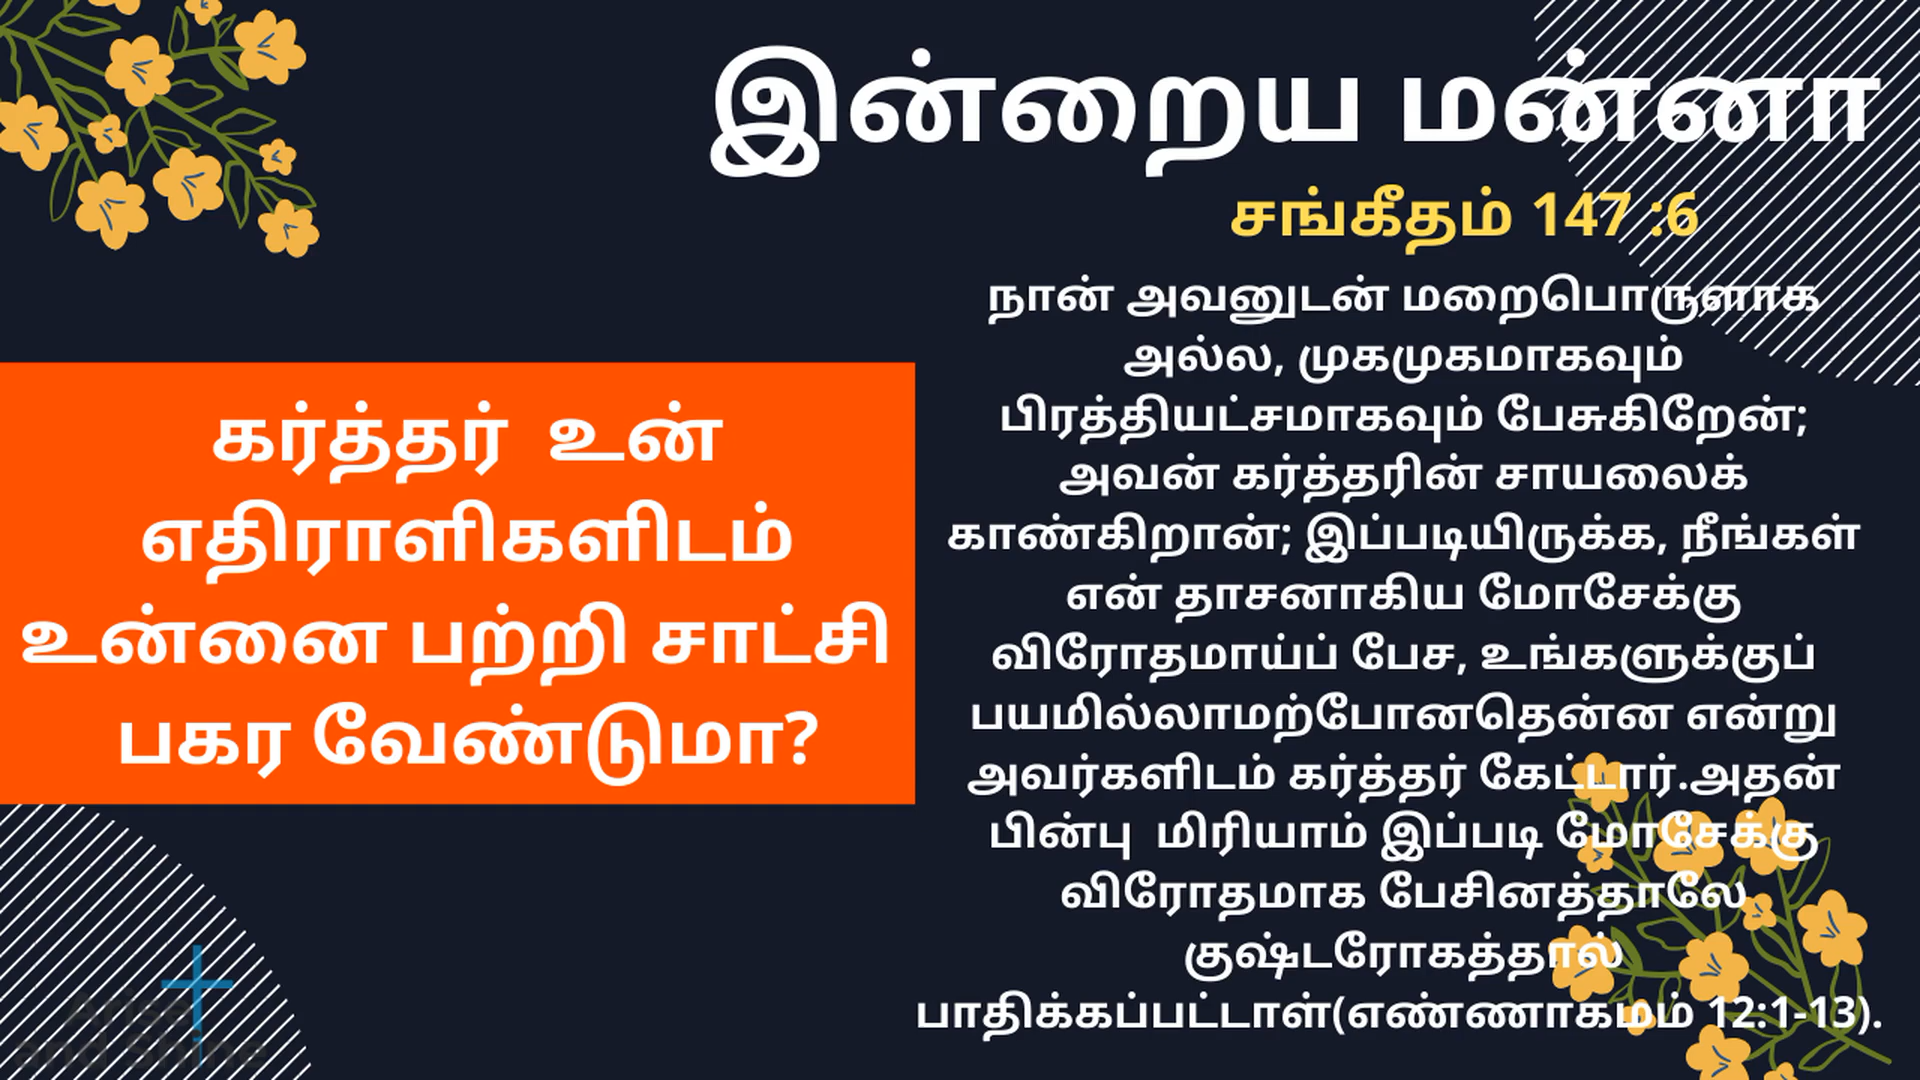 இன்றைய மன்னா
சங்கீதம் 147 :6
கர்த்தர் உன்
எதிராளிகளிடம்
உன்னை பற்றி சாட்சி
பகர வேண்டுமா?
நான் அவனுடன் மறைபொருளாக
அல்ல, முகமுகமாகவும்
பிரத்தியட்சமாகவும் பேசுகிறேன்;
அவன் கர்த்தரின் சாயலைக்
காண்கிறான்; இப்படியிருக்க, நீங்கள்
என் தாசனாகிய மோசேக்கு
விரோதமாய்ப் பேச, உங்களுக்குப்
பயமில்லாமற்போனதென்ன என்று
அவர்களிடம் கர்த்தர் கேட்டார்.அதன்
பின்பு மிரியாம் இப்படி மோசேக்கு
விரோதமாக பேசினத்தாலே
குஷ்டரோகத்தால்
பாதிக்கப்பட்டாள்(எண்ணாகமம் 12:1-13).
Arise
and Shine